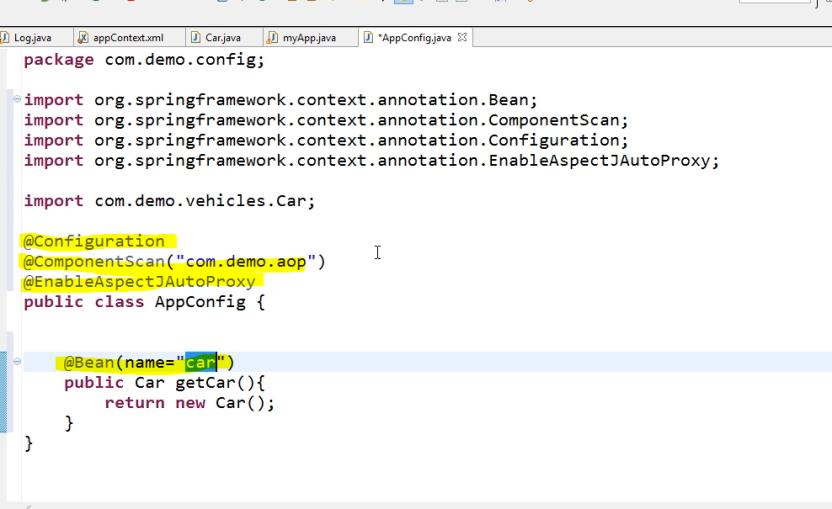 Log.java appContext.xml Car.java myApp.java *AppConfig.java
package com.demo.config;
import org.springframework.context.annotation.Bean;
import org.springframework.context.annotation.ComponentScan;
import org.springframework.context.annotation.Configuration;
import org.springframework.context.annotation.EnableAspectJAutoProxy;
import com.demo.vehicles.Car;
@Configuration
@ComponentScan("com.demo.aop")
@EnableAspectJAutoProxy
public class AppConfig {
@Bean(name="car")
public Car getCar(){
return new Car();
}
}